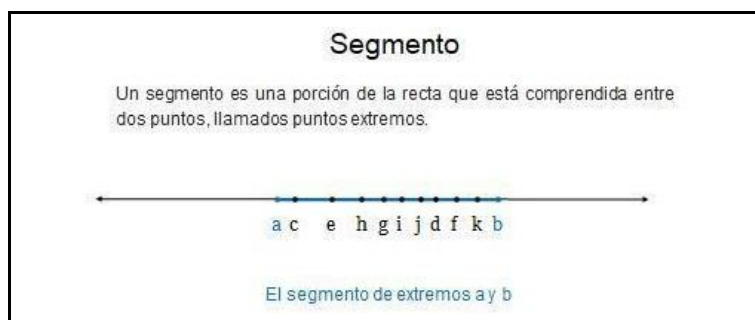 Segmento
Un segmento es una porción de la recta que está comprendida entre
dos puntos, llamados puntos extremos.
a c e h g i j d f k b
El segmento de extremos a y b